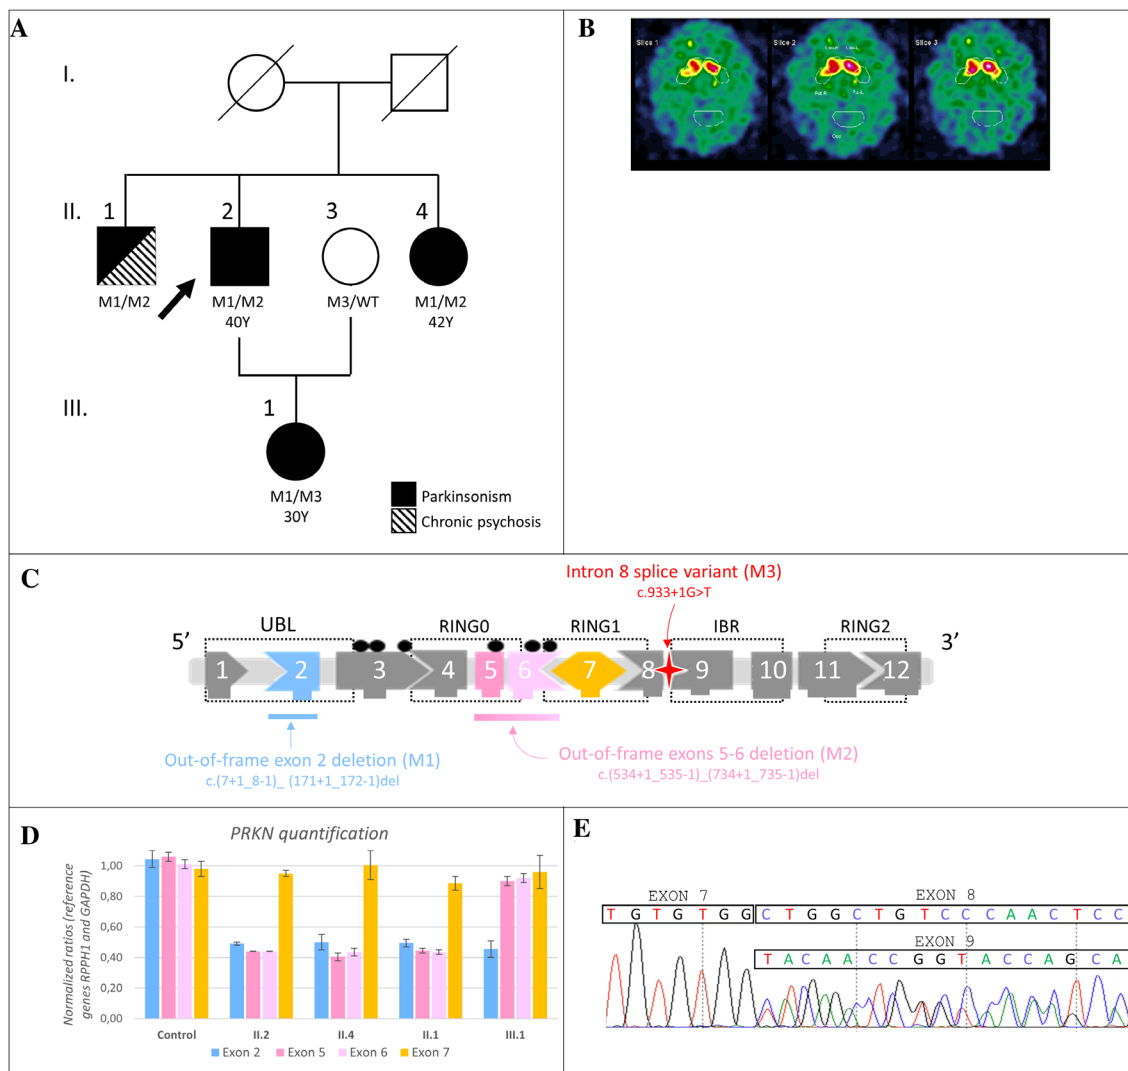 A
I.
II.
1
2
3
4
M1/M2
M1/M2
40Y
M3/WT
M1/M2
42Y
III.
1
M1/M3
30Y
Parkinsonism
Chronic psychosis
B
Slice 1
Slice 2
Slice 3
C
Intron 8 splice variant (M3)
c.933+1G>T
5’
UBL
RING0
RING1
IBR
RING2
3’
1 2 3 4 5 6 7 8 9 10 11 12
Out-of-frame exon 2 deletion (M1)
c.(7+1_8-1)_ (171+1_172-1)del
Out-of-frame exons 5-6 deletion (M2)
c.(534+1_535-1)_(734+1_735-1)del
D
PRKN quantification
Normalized ratios (reference
genes RPPH1 and GAPDH)
1,00
0,80
0,60
0,40
0,20
0,00
Control II.2 II.4 II.1 III.1
Exon 2 Exon 5 Exon 6 Exon 7
E
EXON 7
EXON 8
T G T G T G G C T G G C T G T C C C A A C T C C
EXON 9
T A C A A C C G G T A C C A G C A